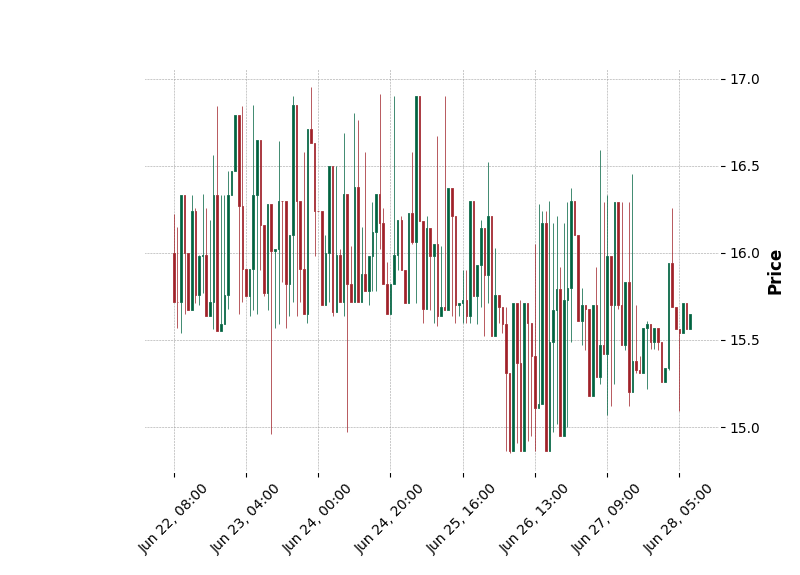 17.0
16.5
16.0
15.5
15.0
Price
Jun 22, 08:00
Jun 23, 04:00
Jun 24, 00:00
Jun 24, 20:00
Jun 25, 16:00
Jun 26, 13:00
Jun 27, 09:00
Jun 28, 05:00